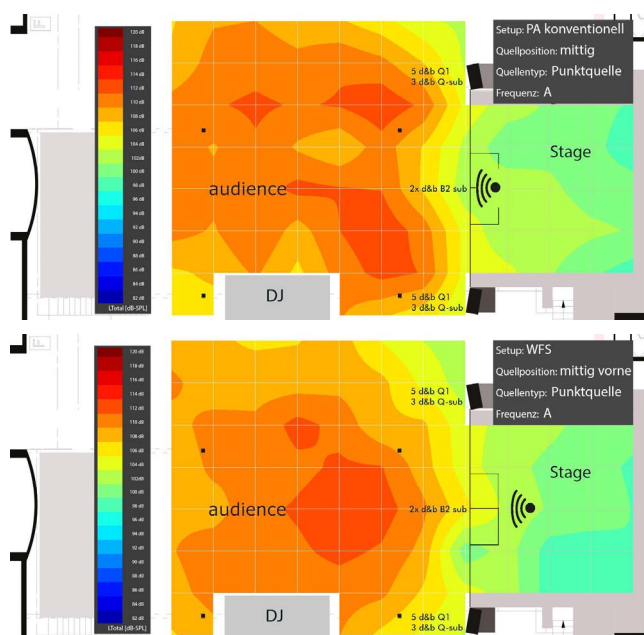 120 dB
118 dB
116 dB
114 dB
112 dB
110 dB
108 dB
106 dB
104 dB
102dB
100 dB
98 dB
96 dB
94 dB
92 dB
90 dB
88 dB
86 dB
84 dB
82 dB
LTotal [dB-SPL]
Setup: PA konventionell
Quellposition: mittig
Quellentyp: Punktquelle
Frequenz: A
5 d&b Q1
3 d&b Q-sub
Stage
audience
2x d&b B2 sub
DJ
5 d&b Q1
3 d&b Q-sub
120 dB
118 dB
116 dB
114 dB
112 dB
110 dB
108 dB
106 dB
104 dB
102dB
100 dB
98 dB
96 dB
94 dB
92 dB
90 dB
88 dB
86 dB
84 dB
82 dB
LTotal [dB-SPL]
Setup: WFS
Quellposition: mittig vorne
Quellentyp: Punktquelle
Frequenz: A
5 d&b Q1
3 d&b Q-sub
Stage
audience
2x d&b B2 sub
DJ
5 d&b Q1
3 d&b Q-sub